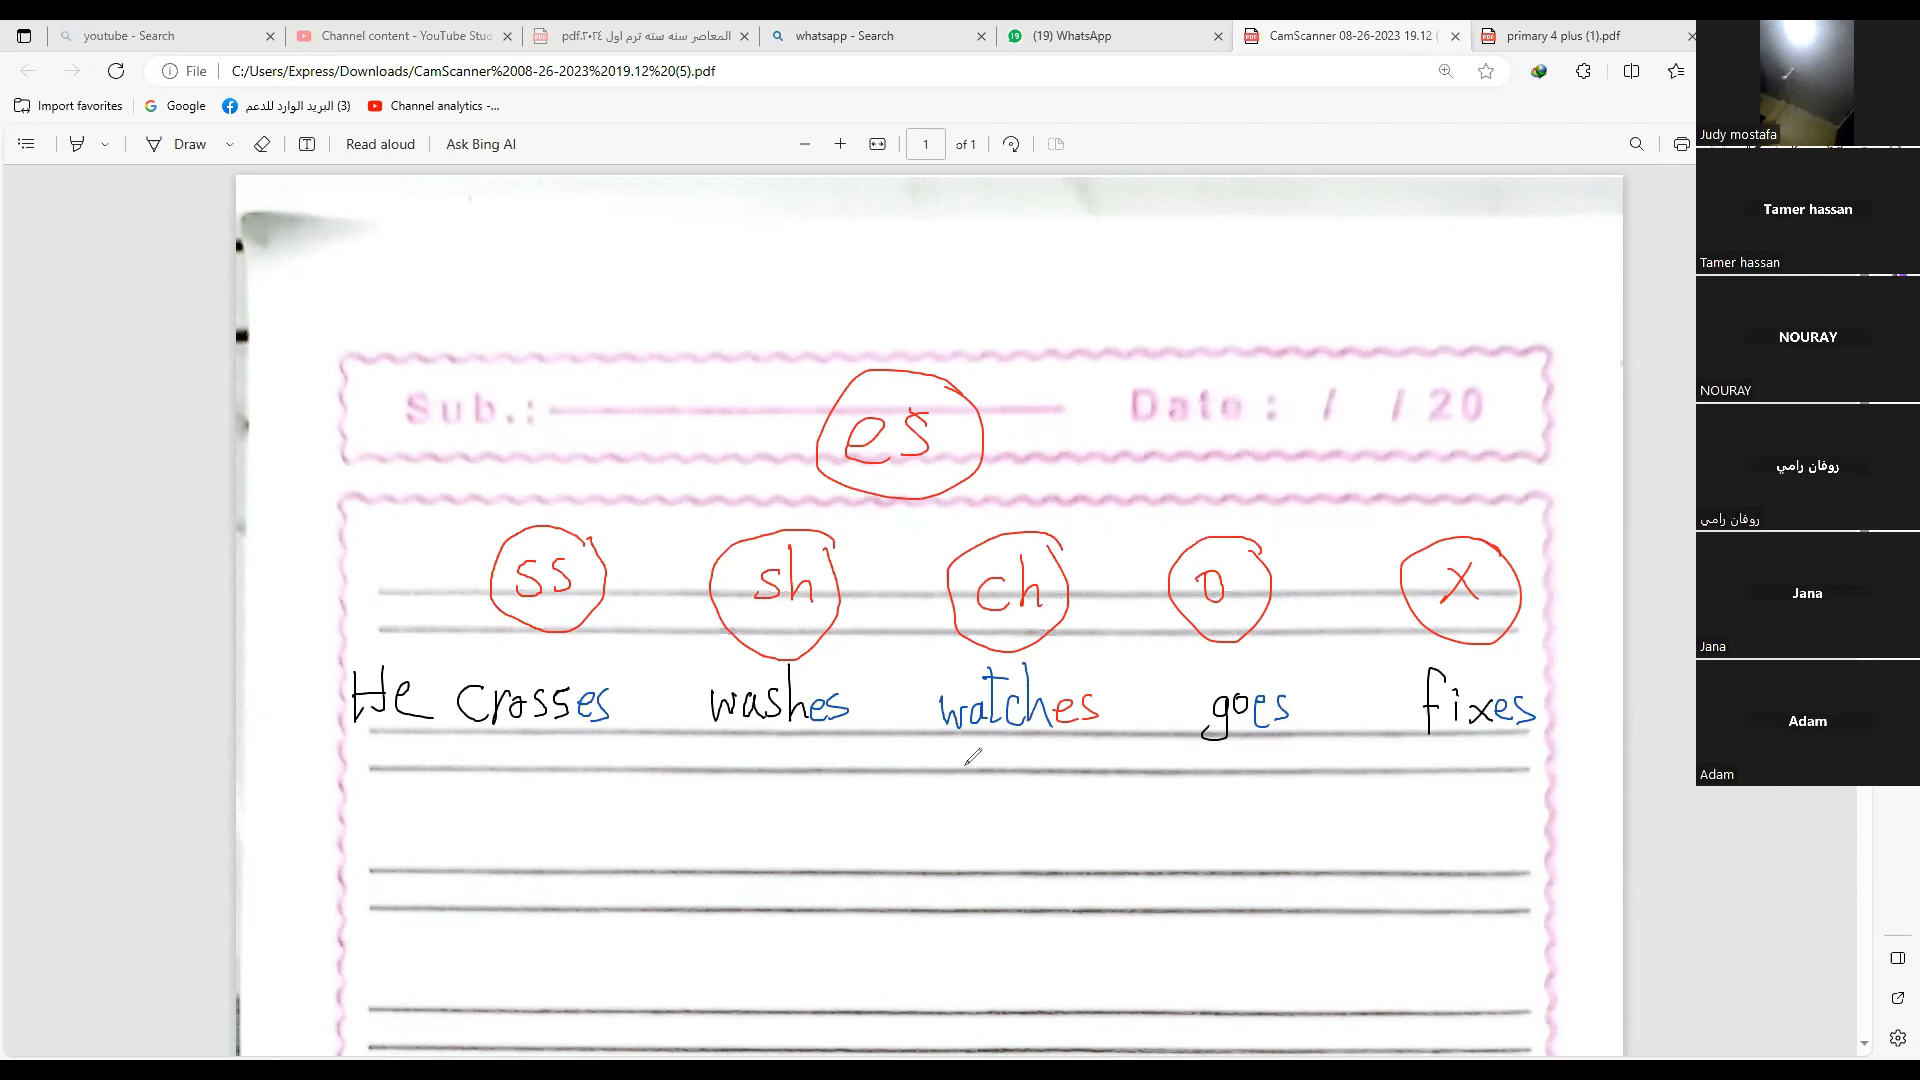 youtube - Search
Channel content - YouTube Stu
المعاصر سنه سته ترم اول ٢٠٢٤.pdf
whatsapp - Search
(19) WhatsApp
CamScanner 08-26-2023 19.12 (
primary 4 plus (1).pdf
File C:/Users/Express/Downloads/CamScanner%2008-26-2023%2019.12%20(5).pdf
Import favorites Google البريد الوارد للدعم (3) Channel analytics -...
Draw Read aloud Ask Bing AI 1 of 1
Sub.: Date : / / 20
es
ss sh ch o x
He crosses washes watches goes fixes
Judy mostafa
Tamer hassan
Tamer hassan
NOURAY
NOURAY
روفان رامي
روفان رامي
Jana
Jana
Adam
Adam